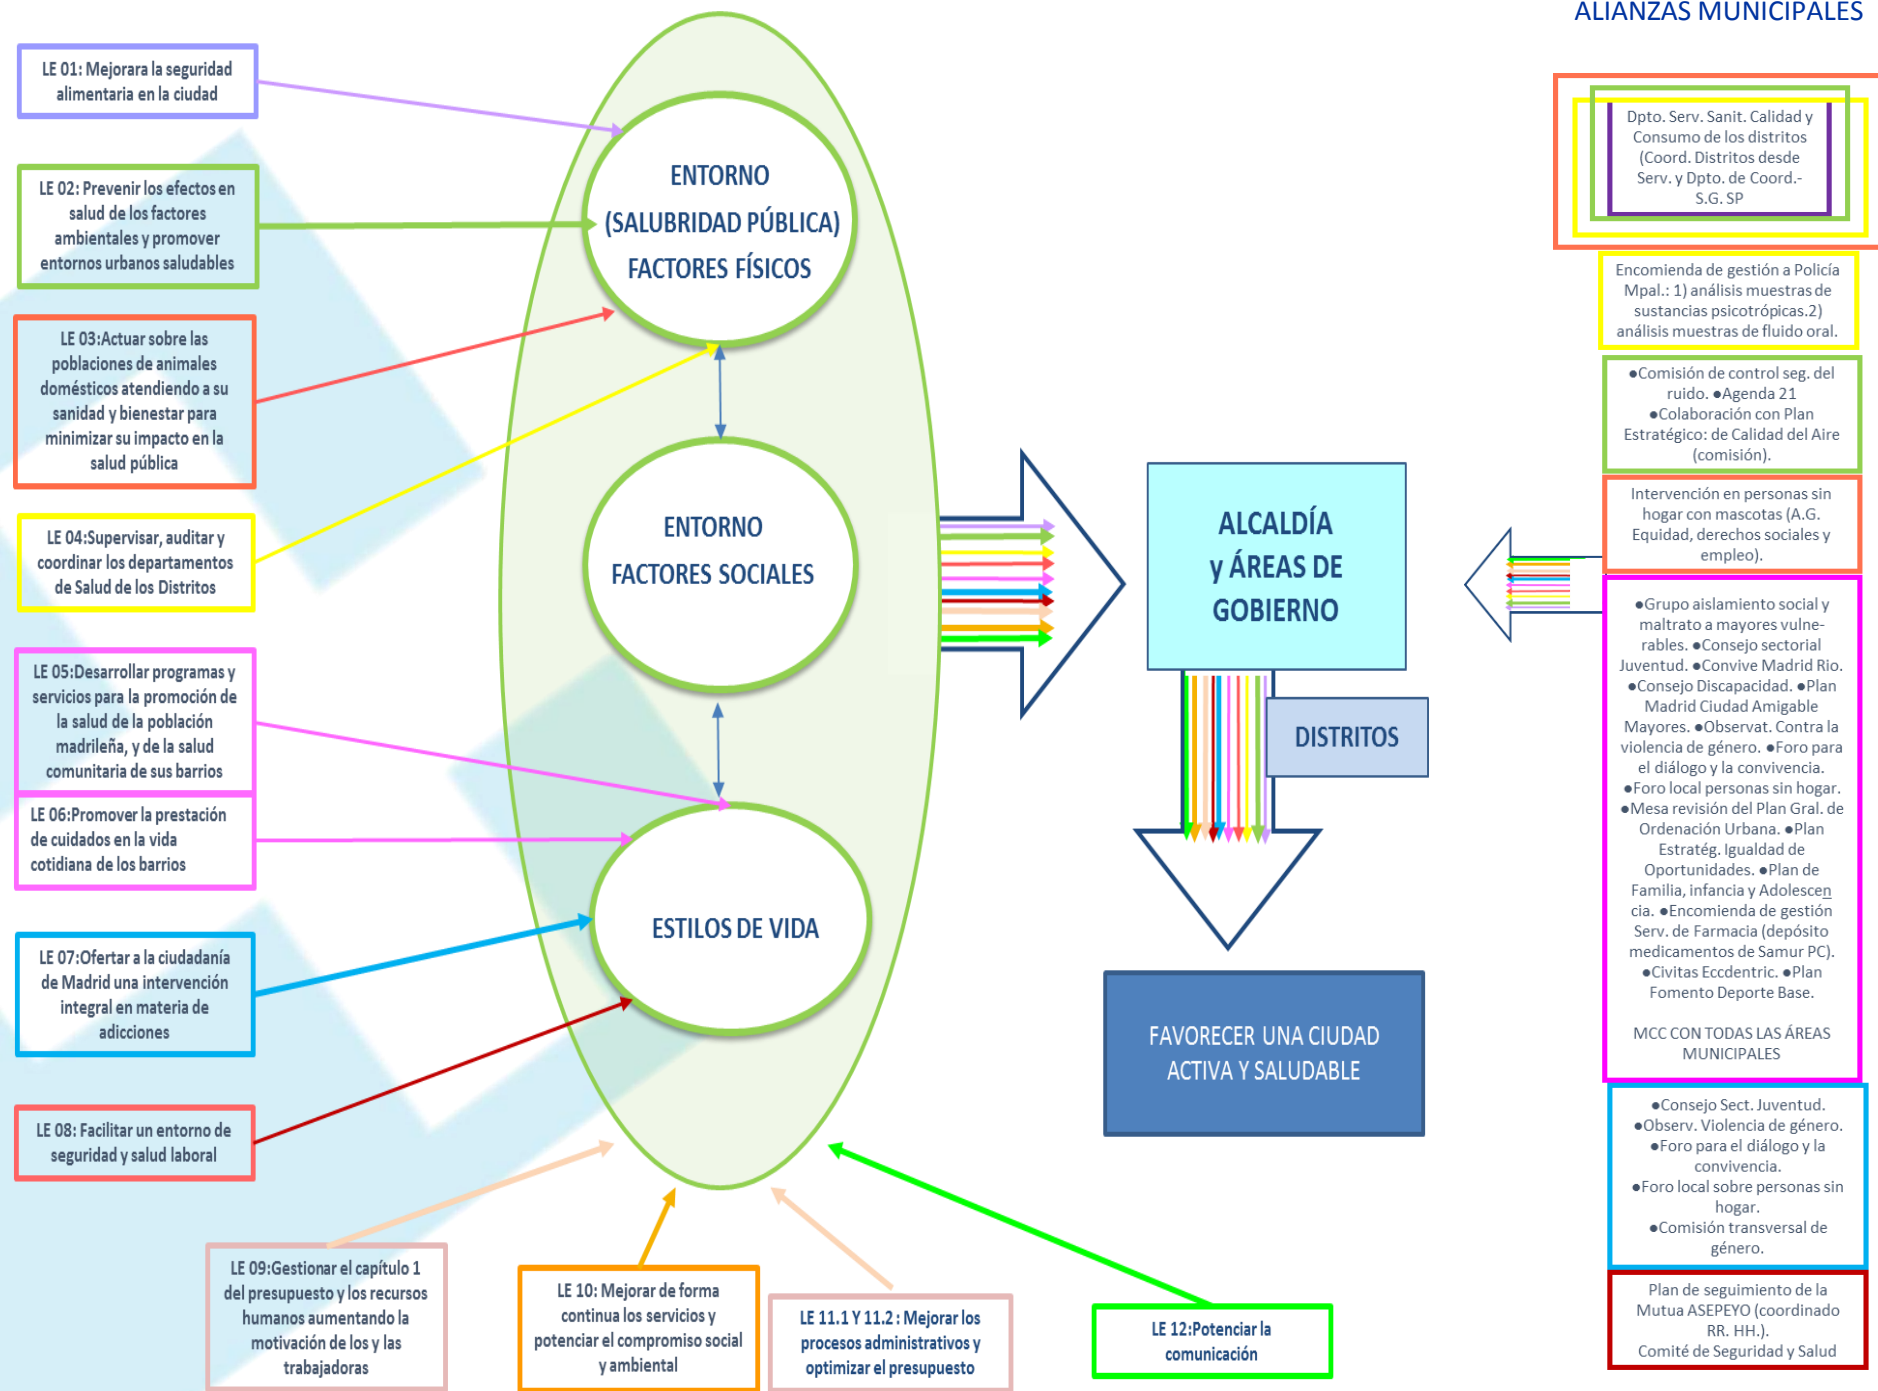 ALIANZAS MUNICIPALES
LE 01: Mejorara la seguridad
alimentaria en la ciudad
LE 02: Prevenir los efectos en
salud de los factores
ambientales y promover
entornos urbanos saludables
LE 03:Actuar sobre las
poblaciones de animales
domésticos atendiendo a su
sanidad y bienestar para
minimizar su impacto en la
salud pública
LE 04:Supervisar, auditar y
coordinar los departamentos
de Salud de los Distritos
LE 05:Desarrollar programas y
servicios para la promoción de
la salud de la población
madrileña, y de la salud
comunitaria de sus barrios
LE 06:Promover la prestación
de cuidados en la vida
cotidiana de los barrios
LE 07:Ofertar a la ciudadanía
de Madrid una intervención
integral en materia de
adicciones
LE 08: Facilitar un entorno de
seguridad y salud laboral
LE 09:Gestionar el capítulo 1
del presupuesto y los recursos
humanos aumentando la
motivación de los y las
trabajadoras
LE 10: Mejorar de forma
continua los servicios y
potenciar el compromiso social
y ambiental
LE 11.1 Y 11.2 : Mejorar los
procesos administrativos y
optimizar el presupuesto
LE 12:Potenciar la
comunicación
ENTORNO
(SALUBRIDAD PÚBLICA)
FACTORES FÍSICOS
ENTORNO
FACTORES SOCIALES
ESTILOS DE VIDA
ALCALDÍA
y ÁREAS DE
GOBIERNO
DISTRITOS
FAVORECER UNA CIUDAD
ACTIVA Y SALUDABLE
Dpto. Serv. Sanit. Calidad y
Consumo de los distritos
(Coord. Distritos desde
Serv. y Dpto. de Coord.-
S.G. SP
Encomienda de gestión a Policía
Mpal.: 1) análisis muestras de
sustancias psicotrópicas.2)
análisis muestras de fluido oral.
●Comisión de control seg. del
ruido. ●Agenda 21
●Colaboración con Plan
Estratégico: de Calidad del Aire
(comisión).
Intervención en personas sin
hogar con mascotas (A.G.
Equidad, derechos sociales y
empleo).
●Grupo aislamiento social y
maltrato a mayores vulne-
rables. ●Consejo sectorial
Juventud. ●Convive Madrid Rio.
●Consejo Discapacidad. ●Plan
Madrid Ciudad Amigable
Mayores. ●Observat. Contra la
violencia de género. ●Foro para
el diálogo y la convivencia.
●Foro local personas sin hogar.
●Mesa revisión del Plan Gral. de
Ordenación Urbana. ●Plan
Estratég. Igualdad de
Oportunidades. ●Plan de
Familia, infancia y Adolescen
cia. ●Encomienda de gestión
Serv. de Farmacia (depósito
medicamentos de Samur PC).
●Civitas Eccdentric. ●Plan
Fomento Deporte Base.
MCC CON TODAS LAS ÁREAS
MUNICIPALES
●Consejo Sect. Juventud.
●Observ. Violencia de género.
●Foro para el diálogo y la
convivencia.
●Foro local sobre personas sin
hogar.
●Comisión transversal de
género.
Plan de seguimiento de la
Mutua ASEPEYO (coordinado
RR. HH.).
Comité de Seguridad y Salud